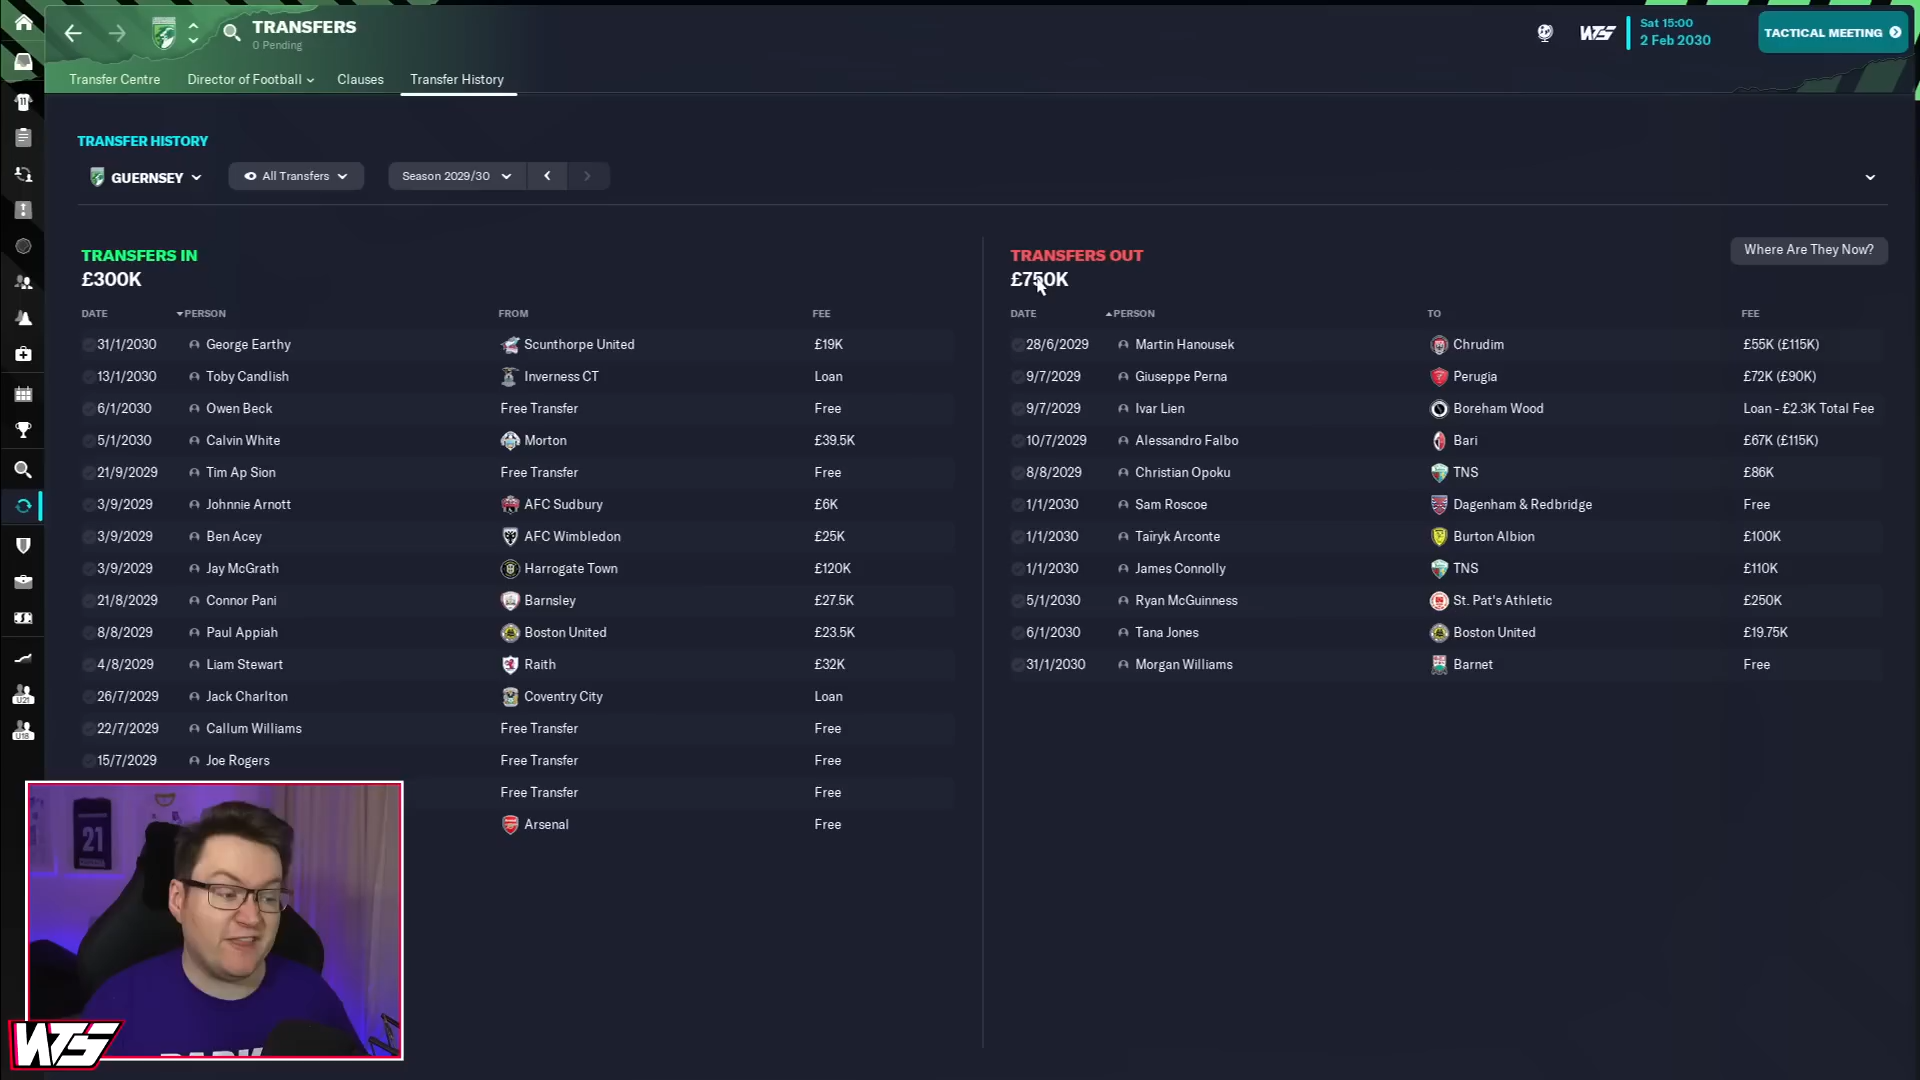 TRANSFERS
0 Pending
WTS
Sat 15:00
2 Feb 2030
TACTICAL MEETING
Transfer Centre
Director of Football
Clauses
Transfer History
TRANSFER HISTORY
GUERNSEY
All Transfers
Season 2029/30
TRANSFERS IN
£300K
DATE PERSON FROM FEE
31/1/2030 George Earthy Scunthorpe United £19K
13/1/2030 Toby Candlish Inverness CT Loan
6/1/2030 Owen Beck Free Transfer Free
5/1/2030 Calvin White Morton £39.5K
21/9/2029 Tim Ap Sion Free Transfer Free
3/9/2029 Johnnie Arnott AFC Sudbury £6K
3/9/2029 Ben Acey AFC Wimbledon £25K
3/9/2029 Jay McGrath Harrogate Town £120K
21/8/2029 Connor Pani Barnsley £27.5K
8/8/2029 Paul Appiah Boston United £23.5K
4/8/2029 Liam Stewart Raith £32K
26/7/2029 Jack Charlton Coventry City Loan
22/7/2029 Callum Williams Free Transfer Free
15/7/2029 Joe Rogers Free Transfer Free
Free Transfer Free
Arsenal Free
TRANSFERS OUT
£750K
Where Are They Now?
DATE PERSON TO FEE
28/6/2029 Martin Hanousek Chrudim £55K (£115K)
9/7/2029 Giuseppe Perna Perugia £72K (£90K)
9/7/2029 Ivar Lien Boreham Wood Loan - £2.3K Total Fee
10/7/2029 Alessandro Falbo Bari £67K (£115K)
8/8/2029 Christian Opoku TNS £86K
1/1/2030 Sam Roscoe Dagenham & Redbridge Free
1/1/2030 Tairyk Arconte Burton Albion £100K
1/1/2030 James Connolly TNS £110K
5/1/2030 Ryan McGuinness St. Pat's Athletic £250K
6/1/2030 Tana Jones Boston United £19.75K
31/1/2030 Morgan Williams Barnet Free
U21
U18
21
WTS